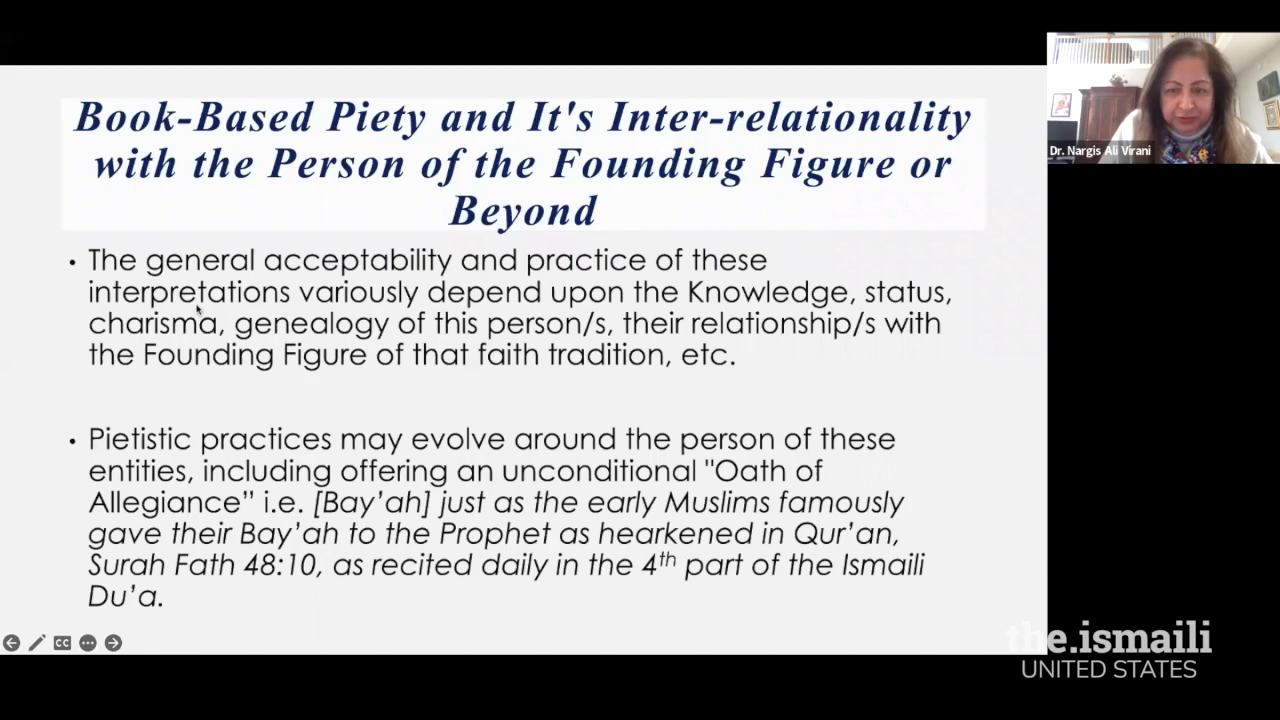 Book-Based Piety and It's Inter-relationality
with the Person of the Founding Figure or
Beyond
• The general acceptability and practice of these
interpretations variously depend upon the Knowledge, status,
charisma, genealogy of this person/s, their relationship/s with
the Founding Figure of that faith tradition, etc.
• Pietistic practices may evolve around the person of these
entities, including offering an unconditional "Oath of
Allegiance” i.e. [Bay’ah] just as the early Muslims famously
gave their Bay’ah to the Prophet as hearkened in Qur’an,
Surah Fath 48:10, as recited daily in the 4th part of the Ismaili
Du’a.
CC
Dr. Nargis Ali Virani
the.ismaili
UNITED STATES